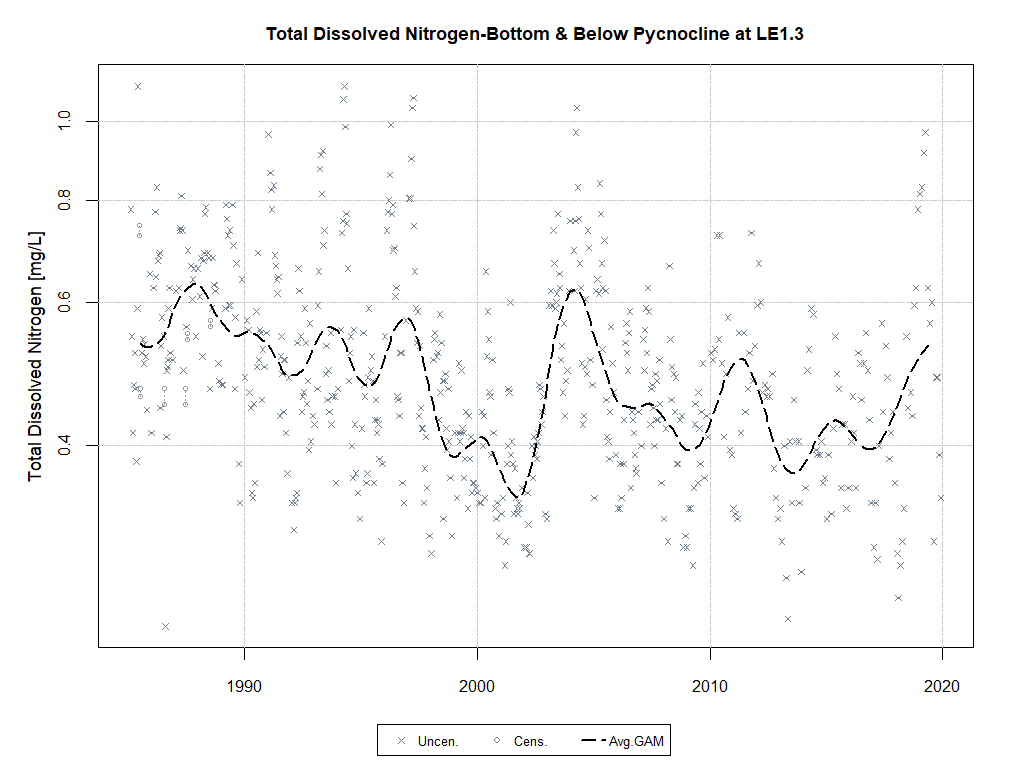 Total Dissolved Nitrogen-Bottom & Below Pycnocline at LE1.3
Total Dissolved Nitrogen [mg/L]
1.0
0.8
0.6
0.4
1990 2000 2010 2020
Uncen. Cens. Avg.GAM